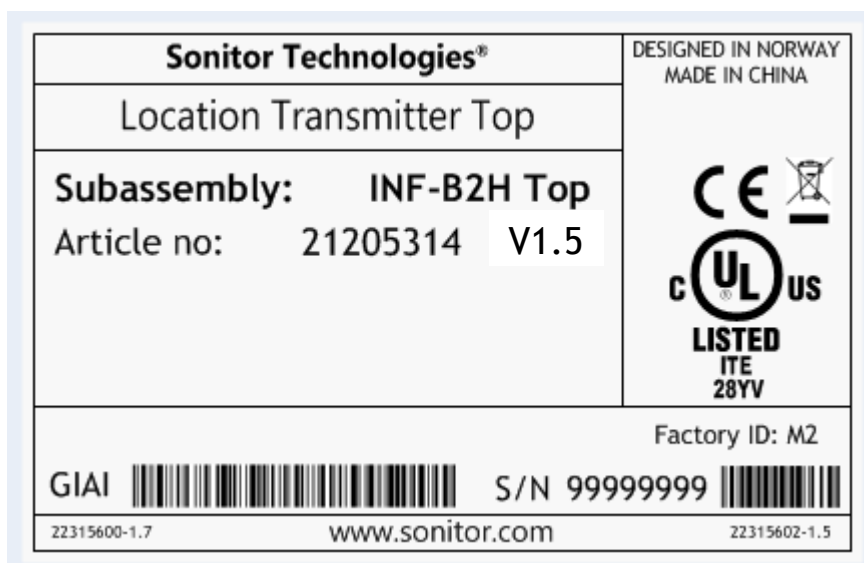 Sonitor Technologies®
DESIGNED IN NORWAY
MADE IN CHINA
Location Transmitter Top
Subassembly: INF-B2H Top
Article no: 21205314 V1.5
CE
C UL ® US
LISTED
ITE
28YV
Factory ID: M2
GIAI S/N 99999999
22315600-1.7 www.sonitor.com 22315602-1.5